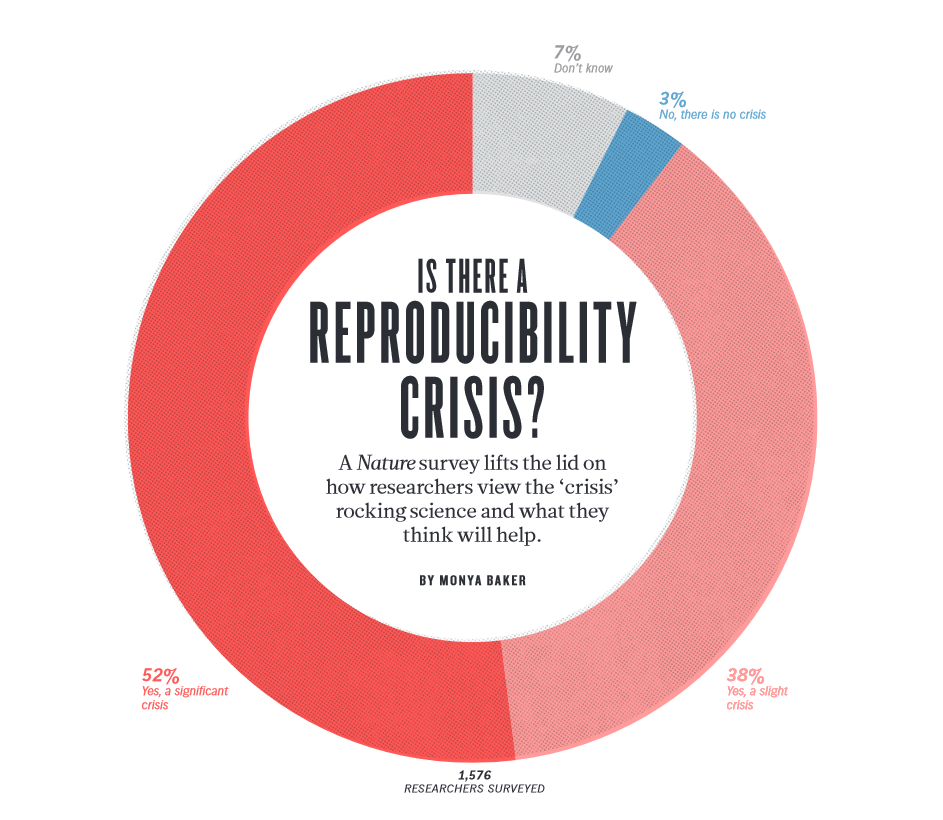 7%
Don't know
3%
No, there is no crisis
IS THERE A
REPRODUCIBILITY
CRISIS?
A Nature survey lifts the lid on
how researchers view the ‘crisis’
rocking science and what they
think will help.
BY MONYA BAKER
52%
Yes, a significant
crisis
38%
Yes, a slight
crisis
1,576
RESEARCHERS SURVEYED